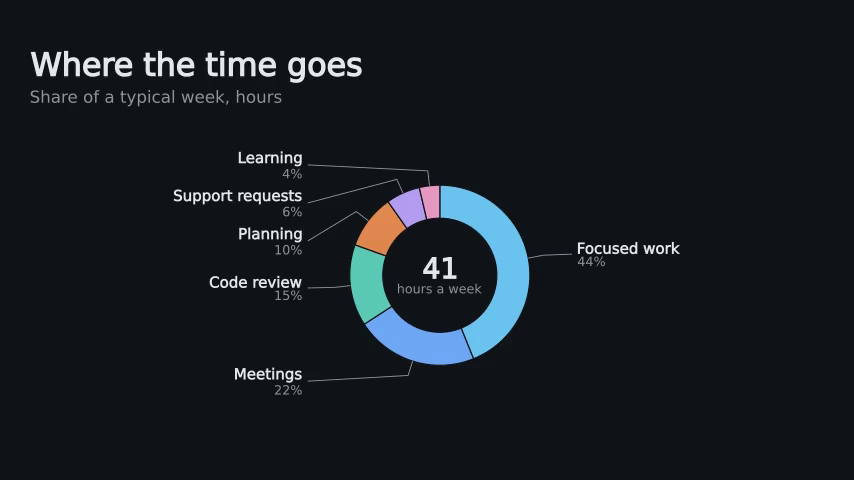 Where the time goes
Share of a typical week, hours
Learning
4%
Support requests
6%
Planning
10%
Code review
15%
Meetings
22%
41
hours a week
Focused work
44%